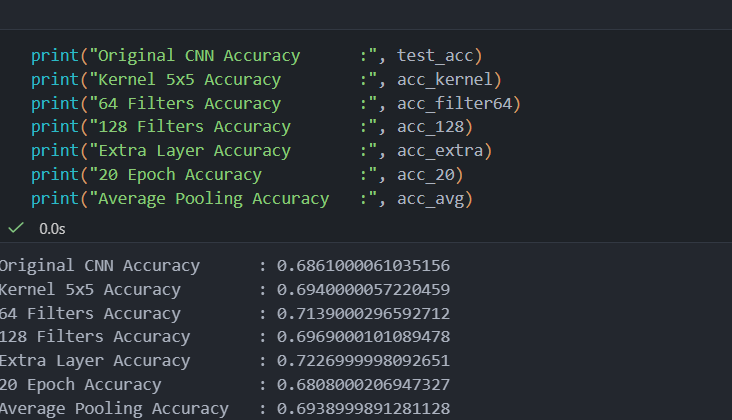 print("Original CNN Accuracy      :", test_acc)
print("Kernel 5x5 Accuracy        :", acc_kernel)
print("64 Filters Accuracy        :", acc_filter64)
print("128 Filters Accuracy       :", acc_128)
print("Extra Layer Accuracy       :", acc_extra)
print("20 Epoch Accuracy          :", acc_20)
print("Average Pooling Accuracy   :", acc_avg)
0.0s
Original CNN Accuracy      : 0.6861000061035156
Kernel 5x5 Accuracy        : 0.6940000057220459
64 Filters Accuracy        : 0.7139000296592712
128 Filters Accuracy       : 0.6969000101089478
Extra Layer Accuracy       : 0.7226999998092651
20 Epoch Accuracy          : 0.6808000206947327
Average Pooling Accuracy   : 0.6938999891281128